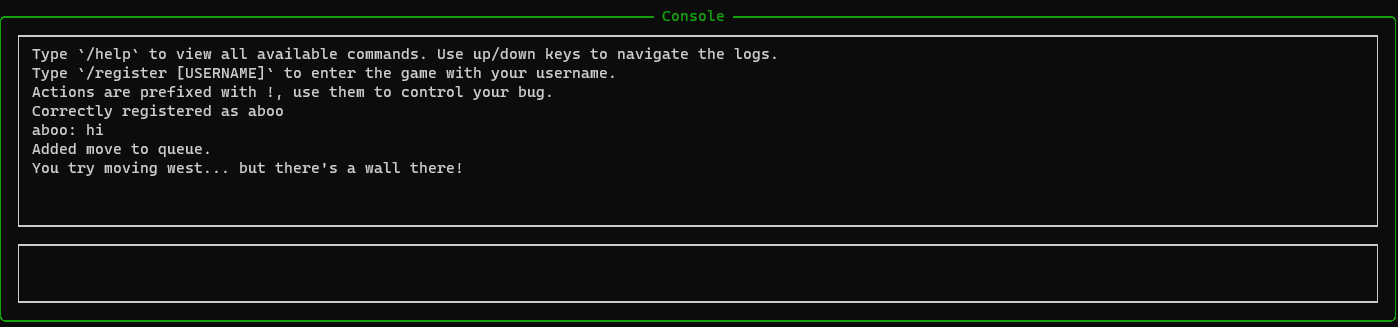 Console
Type `/help` to view all available commands. Use up/down keys to navigate the logs.
Type `/register [USERNAME]` to enter the game with your username.
Actions are prefixed with !, use them to control your bug.
Correctly registered as aboo
aboo: hi
Added move to queue.
You try moving west... but there's a wall there!